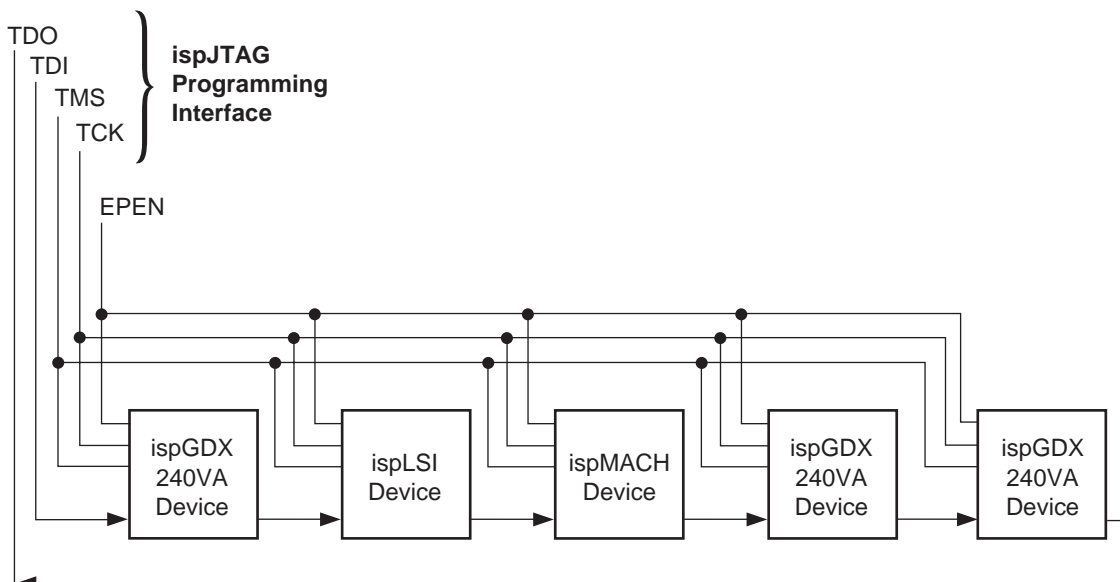 TDO
TDI
TMS
TCK
ispJTAG
Programming
Interface
EPEN
ispGDX
240VA
Device
ispLSI
Device
ispMACH
Device
ispGDX
240VA
Device
ispGDX
240VA
Device